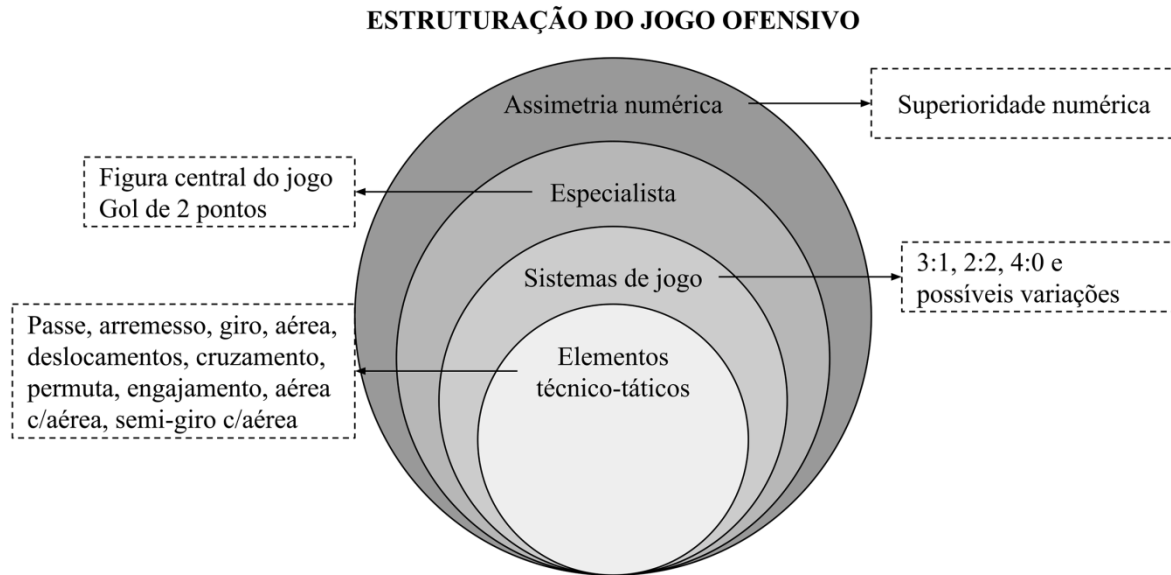 ESTRUTURAÇÃO DO JOGO OFENSIVO
Assimetria numérica
Superioridade numérica
Figura central do jogo
Gol de 2 pontos
Especialista
Sistemas de jogo
3:1, 2:2, 4:0 e
possíveis variações
Passe, arremesso, giro, aérea,
deslocamentos, cruzamento,
permuta, engajamento, aérea
c/aérea, semi-giro c/aérea
Elementos
técnico-táticos